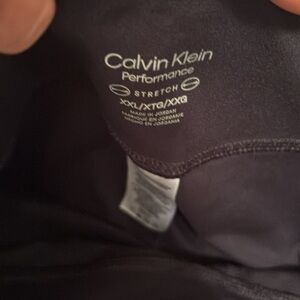 Calvin Klein
Performance
STRETCH
XXL/XTG/XXG
MADE IN JORDAN
FABRIQUÉ EN JORDANIE
HECHO EN JORDANIA